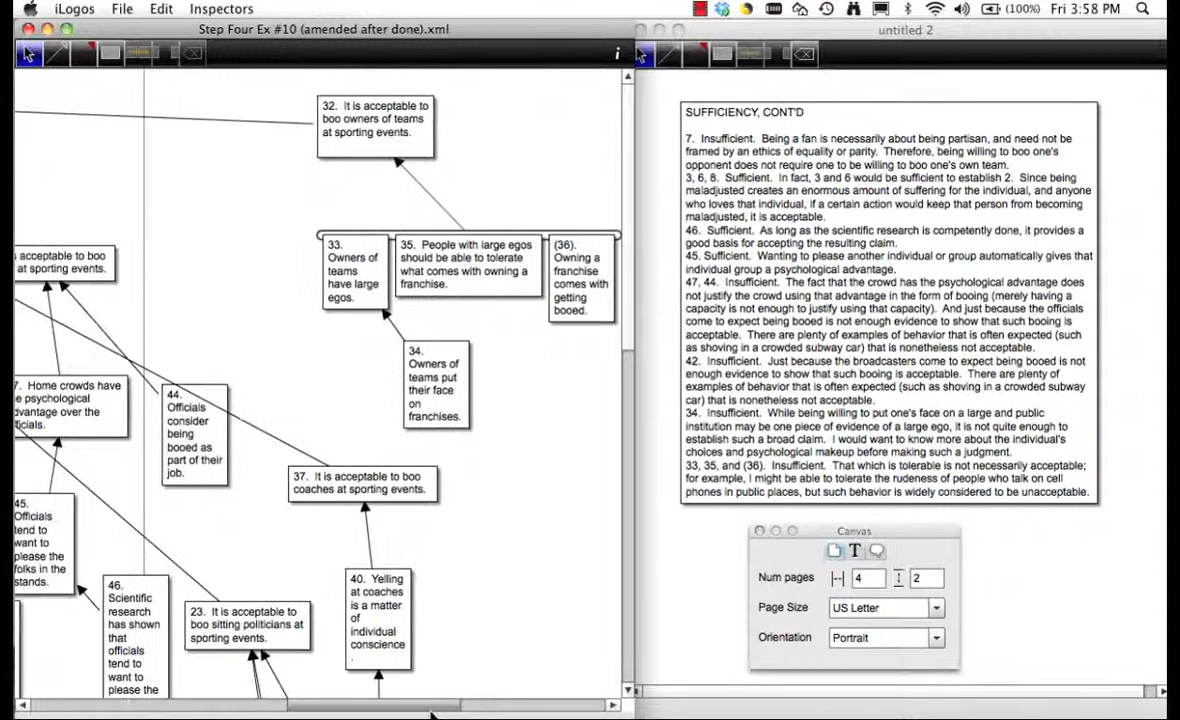 iLogos File Edit Inspectors (100%) Fri 3:58 PM
Step Four Ex #10 (amended after done).xml
untitled 2
i
32. It is acceptable to
boo owners of teams
at sporting events.
33.
Owners of
teams
have large
egos.
35. People with large egos
should be able to tolerate
what comes with owning a
franchise.
(36).
Owning a
franchise
comes with
getting
booed.
acceptable to boo
at sporting events.
34.
Owners of
teams put
their face
on
franchises.
7. Home crowds have
e psychological
dvantage over the
ficials.
44.
Officials
consider
being
booed as
part of their
job.
37. It is acceptable to boo
coaches at sporting events.
45.
Officials
tend to
want to
please the
folks in the
stands.
46.
Scientific
research
has shown
that
officials
tend to
want to
please the
23. It is acceptable to
boo sitting politicians at
sporting events.
40. Yelling
at coaches
is a matter
of
individual
conscience
.
SUFFICIENCY, CONT'D
7. Insufficient. Being a fan is necessarily about being partisan, and need not be
framed by an ethics of equality or parity. Therefore, being willing to boo one's
opponent does not require one to be willing to boo one's own team.
3, 6, 8. Sufficient. In fact, 3 and 6 would be sufficient to establish 2. Since being
maladjusted creates an enormous amount of suffering for the individual, and anyone
who loves that individual, if a certain action would keep that person from becoming
maladjusted, it is acceptable.
46. Sufficient. As long as the scientific research is competently done, it provides a
good basis for accepting the resulting claim.
45. Sufficient. Wanting to please another individual or group automatically gives that
individual group a psychological advantage.
47, 44. Insufficient. The fact that the crowd has the psychological advantage does
not justify the crowd using that advantage in the form of booing (merely having a
capacity is not enough to justify using that capacity). And just because the officials
come to expect being booed is not enough evidence to show that such booing is
acceptable. There are plenty of examples of behavior that is often expected (such
as shoving in a crowded subway car) that is nonetheless not acceptable.
42. Insufficient. Just because the broadcasters come to expect being booed is not
enough evidence to show that such booing is acceptable. There are plenty of
examples of behavior that is often expected (such as shoving in a crowded subway
car) that is nonetheless not acceptable.
34. Insufficient. While being willing to put one's face on a large and public
institution may be one piece of evidence of a large ego, it is not quite enough to
establish such a broad claim. I would want to know more about the individual's
choices and psychological makeup before making such a judgment.
33, 35, and (36). Insufficient. That which is tolerable is not necessarily acceptable;
for example, I might be able to tolerate the rudeness of people who talk on cell
phones in public places, but such behavior is widely considered to be unacceptable.
Canvas
T
Num pages 4 2
Page Size US Letter
Orientation Portrait